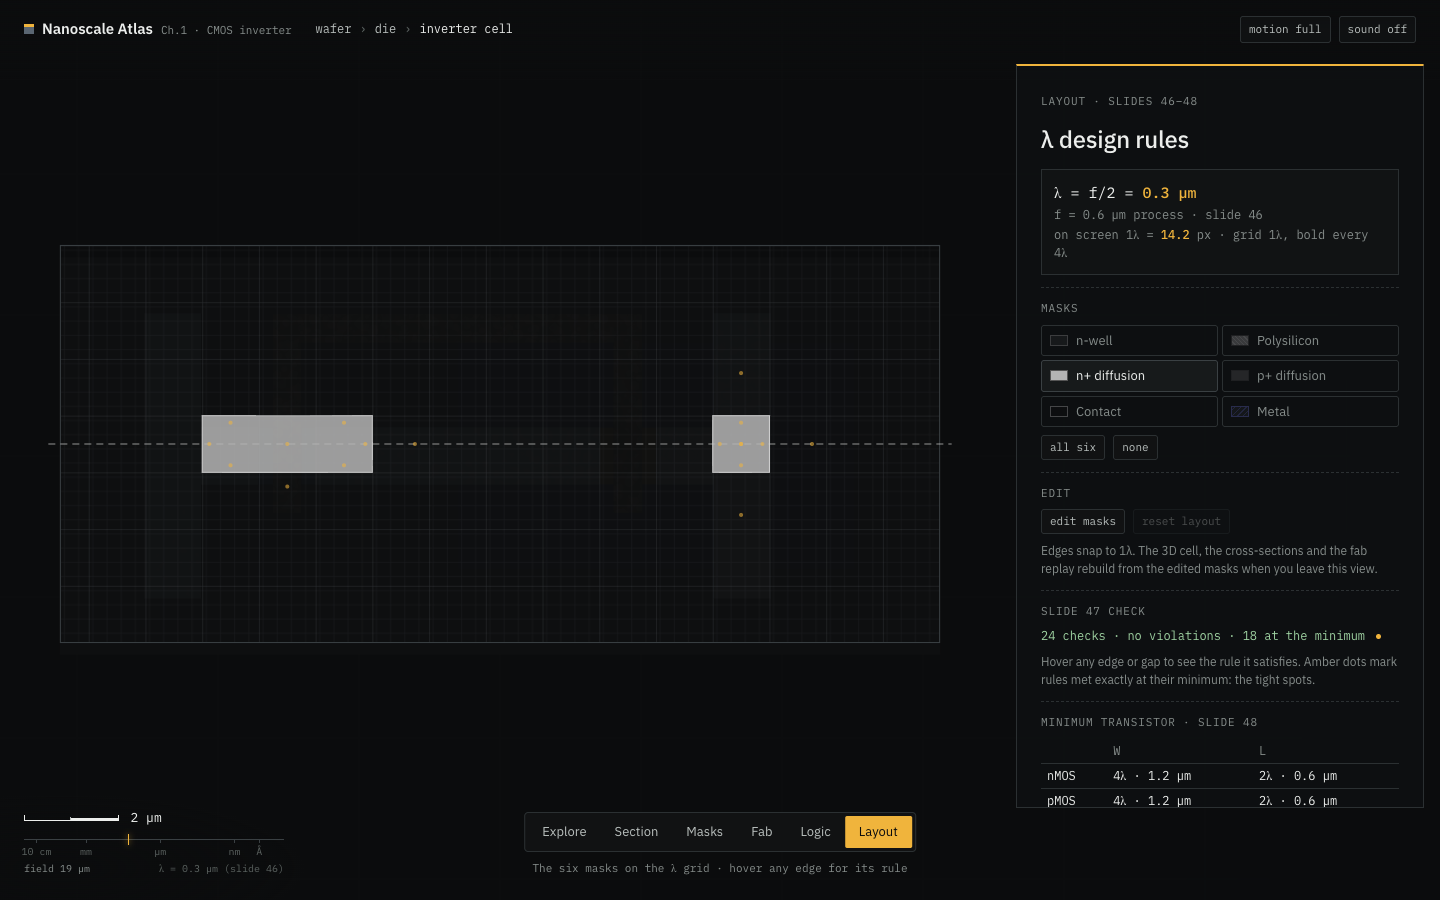 Nanoscale Atlas Ch.1 · CMOS inverter wafer › die › inverter cell
motion full sound off
LAYOUT · SLIDES 46–48
λ design rules
λ = f/2 = 0.3 µm
f = 0.6 µm process · slide 46
on screen 1λ = 14.2 px · grid 1λ, bold every
4λ
MASKS
n-well Polysilicon
n+ diffusion p+ diffusion
Contact Metal
all six none
EDIT
edit masks reset layout
Edges snap to 1λ. The 3D cell, the cross-sections and the fab
replay rebuild from the edited masks when you leave this view.
SLIDE 47 CHECK
24 checks · no violations · 18 at the minimum
Hover any edge or gap to see the rule it satisfies. Amber dots mark
rules met exactly at their minimum: the tight spots.
MINIMUM TRANSISTOR · SLIDE 48
W L
nMOS 4λ · 1.2 µm 2λ · 0.6 µm
pMOS 4λ · 1.2 µm 2λ · 0.6 µm
2 µm
10 cm mm µm nm Å
field 19 µm λ = 0.3 µm (slide 46)
Explore Section Masks Fab Logic Layout
The six masks on the λ grid · hover any edge for its rule